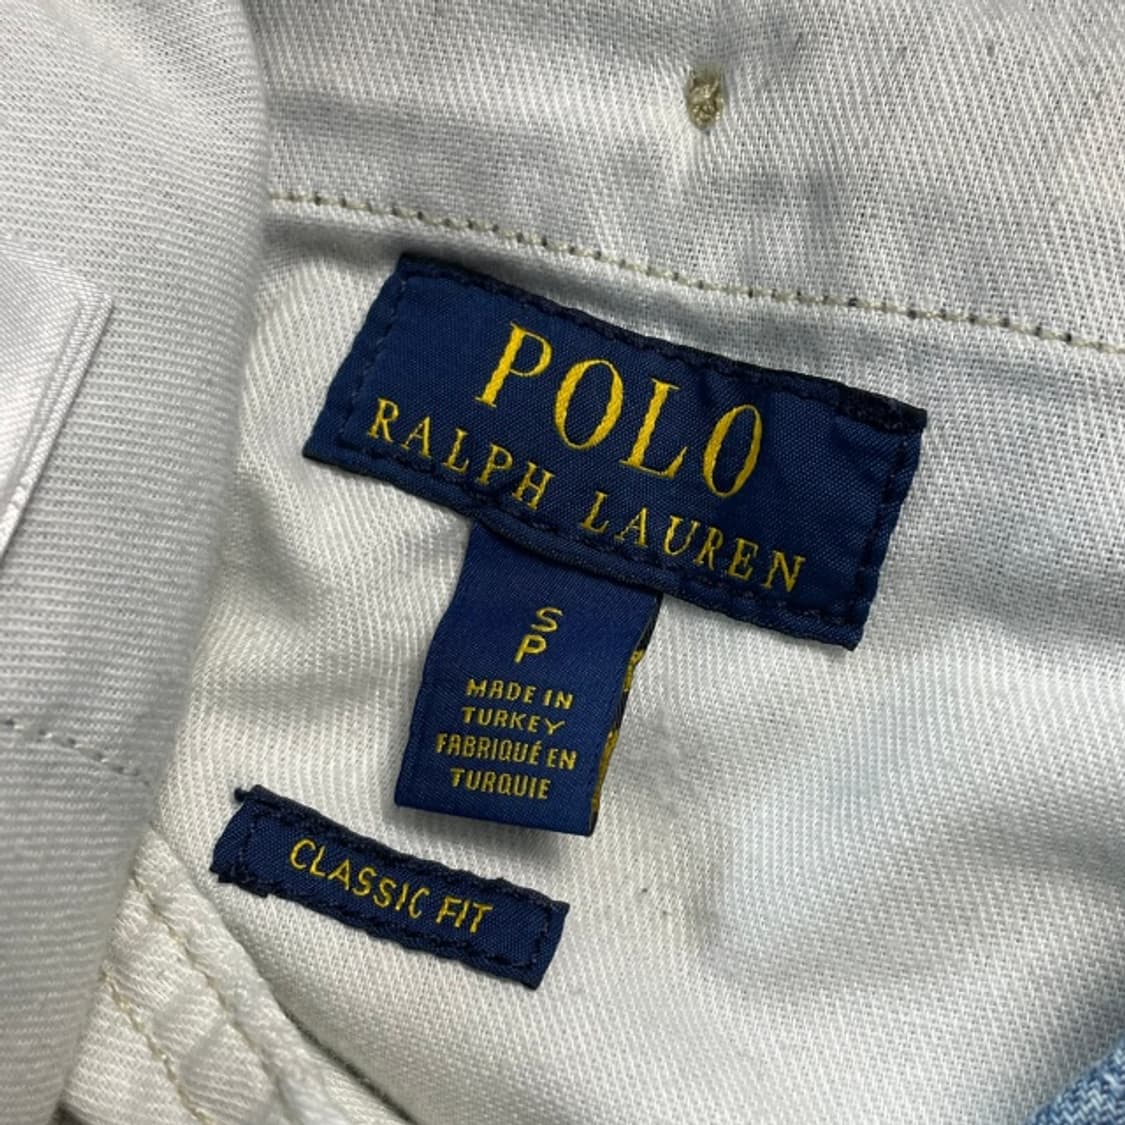 POLO
RALPH LAUREN
S
P
MADE IN
TURKEY
FABRIQUÉ EN
TURQUIE
CLASSIC FIT